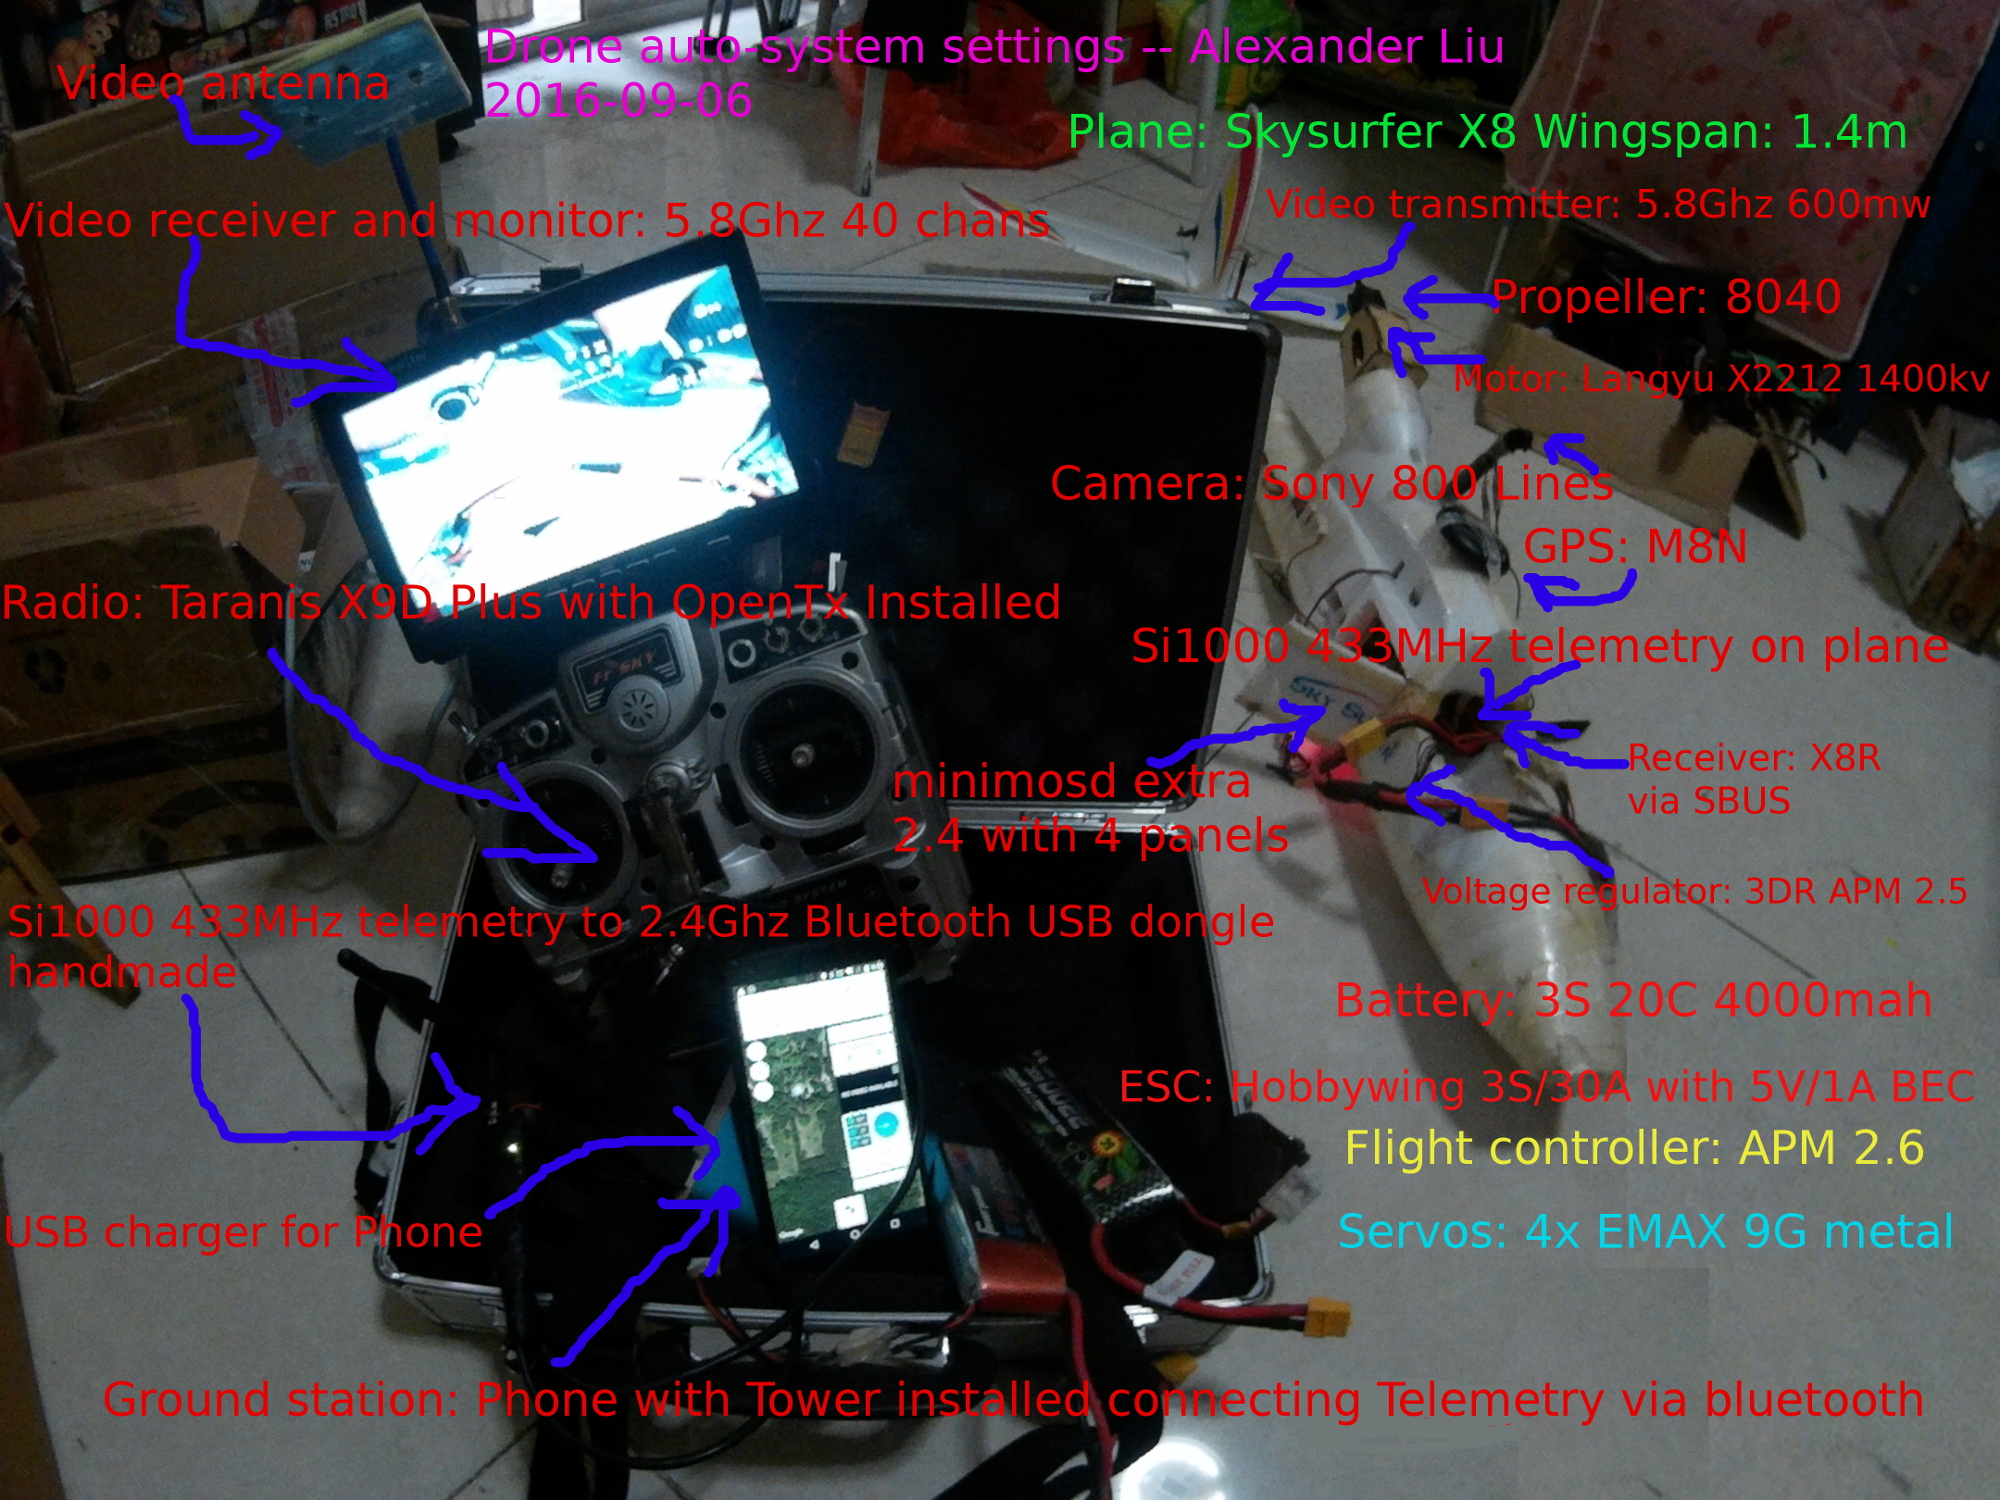 Drone auto-system settings -- Alexander Liu
2016-09-06
Video antenna
Plane: Skysurfer X8 Wingspan: 1.4m
Video receiver and monitor: 5.8Ghz 40 chans
Video transmitter: 5.8Ghz 600mw
Propeller: 8040
Motor: Langyu X2212 1400kv
Camera: Sony 800 Lines
GPS: M8N
Radio: Taranis X9D Plus with OpenTx Installed
Si1000 433MHz telemetry on plane
FrSKY
SKY SU
minimosd extra
2.4 with 4 panels
Receiver: X8R
via SBUS
Voltage regulator: 3DR APM 2.5
SYSTEM
Si1000 433MHz telemetry to 2.4Ghz Bluetooth USB dongle
handmade
Battery: 3S 20C 4000mah
ESC: Hobbywing 3S/30A with 5V/1A BEC
Flight controller: APM 2.6
USB charger for Phone
Servos: 4x EMAX 9G metal
Google
Ground station: Phone with Tower installed connecting Telemetry via bluetooth